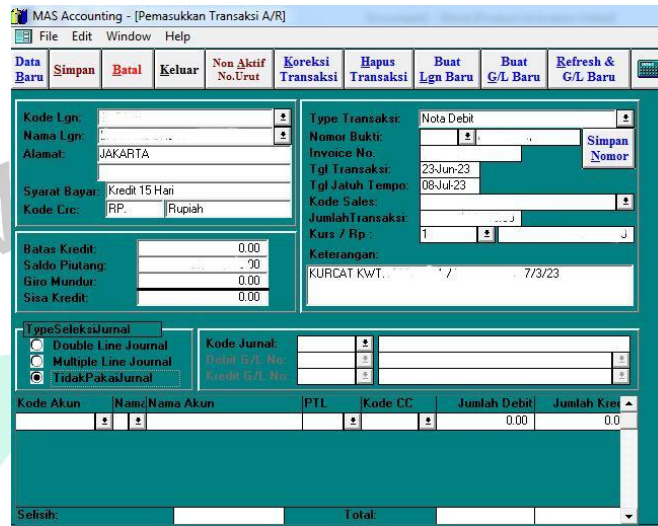 MAS Accounting - [Pemasukkan Transaksi A/R]
File Edit Window Help
Data Baru Simpan Batal Keluar Non Aktif No.Urut Koreksi Transaksi Hapus Transaksi Buat Lgn Baru Buat G/L Baru Refresh & G/L Baru
Kode Lgn:
Nama Lgn:
Alamat: JAKARTA
Syarat Bayar: Kredit 15 Hari
Kode Crc: RP. Rupiah
Batas Kredit: 0.00
Saldo Piutang:
Giro Mundur: 0.00
Sisa Kredit: 0.00
Type Transaksi: Nota Debit
Nomor Bukti:
Simpan Nomor
Invoice No.
Tgl Transaksi: 23-Jun-23
Tgl Jatuh Tempo: 08-Jul-23
Kode Sales:
JumlahTransaksi:
Kurs / Rp : 1
Keterangan:
KURCAT KWT. 7/3/23
TypeSeleksiJurnal
Double Line Journal
Multiple Line Journal
TidakPakaiJurnal
Kode Jurnal:
Debit G/L No:
Kredit G/L No:
Kode Akun Nama Nama Akun PTL Kode CC Jumlah Debit Jumlah Kred
0.00 0.0
Selisih: Total: